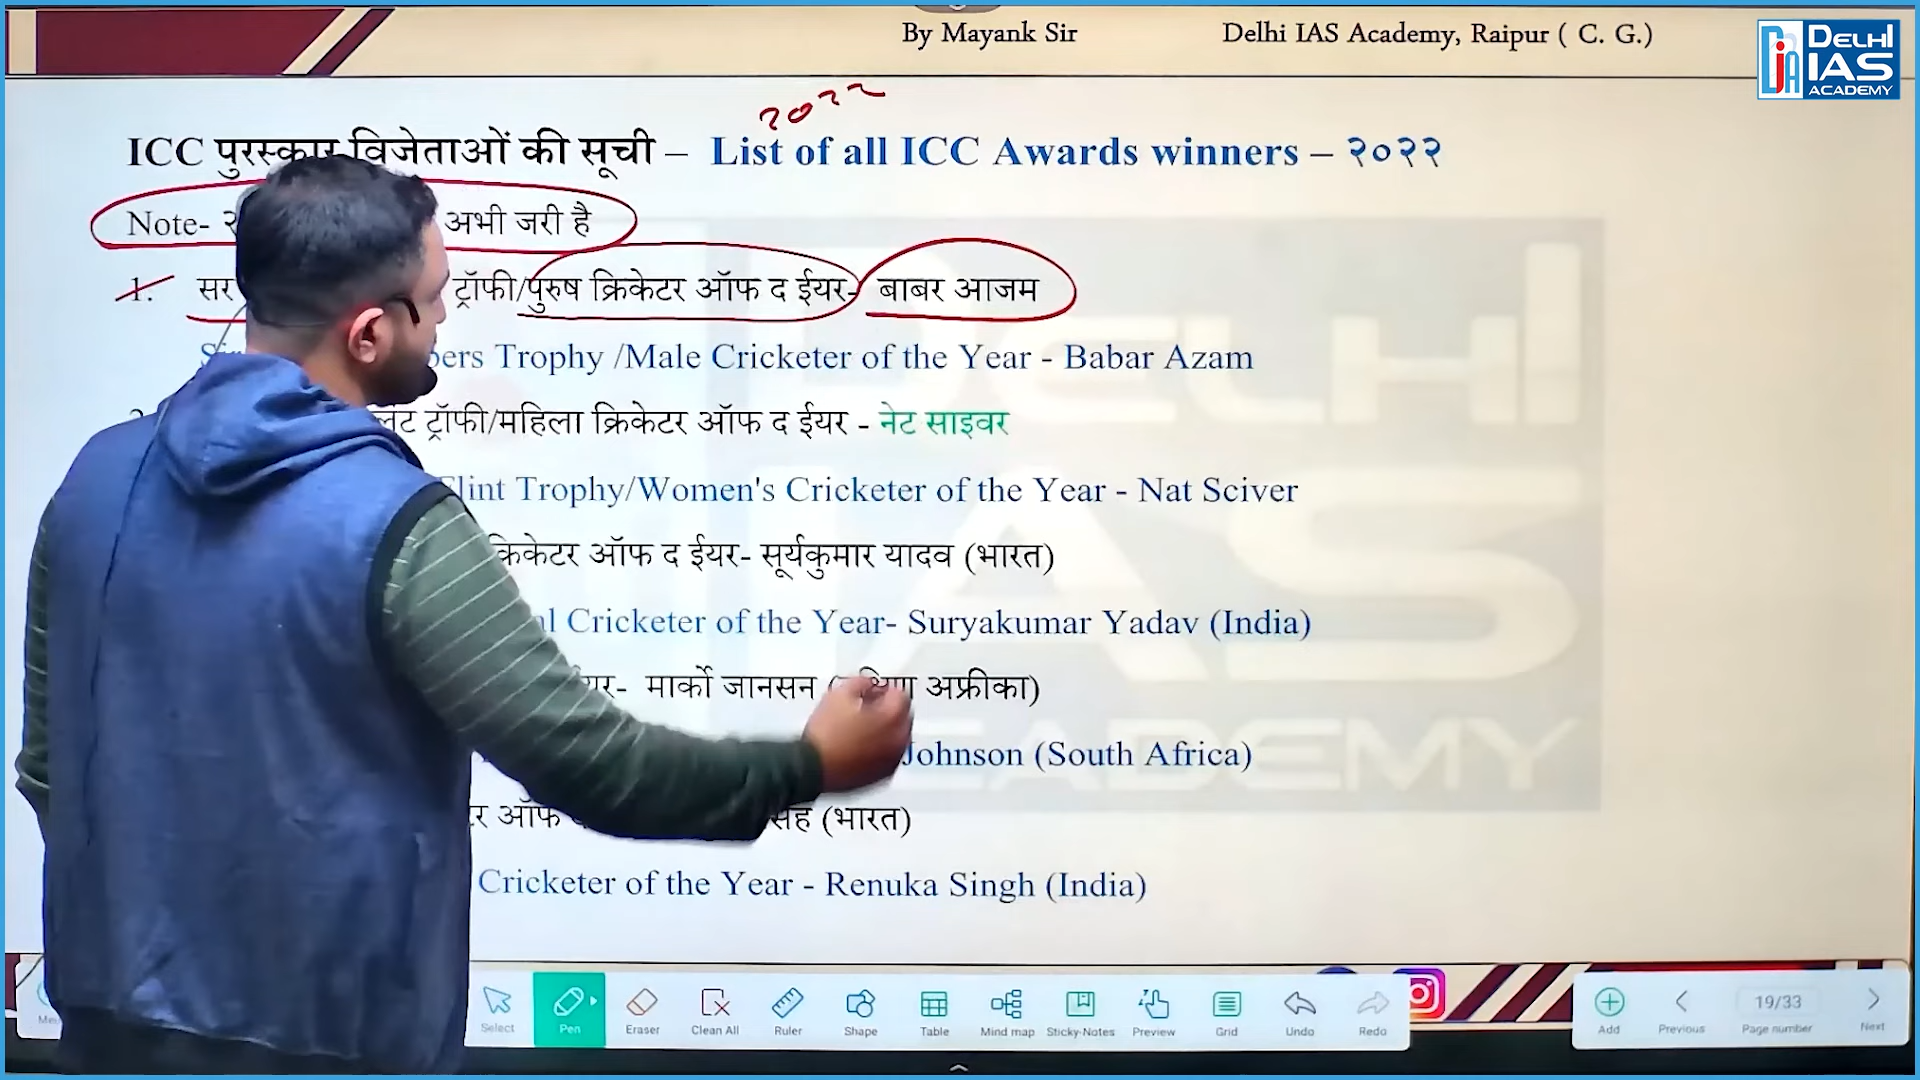 By Mayank Sir Delhi IAS Academy, Raipur ( C. G.)
DELHI
IAS
ACADEMY
2022
ICC पुरस्कार विजेताओं की सूची – List of all ICC Awards winners – २०२२
Note- अभी जरी है
1. सर ट्रॉफी/पुरुष क्रिकेटर ऑफ द ईयर- बाबर आजम
Trophy /Male Cricketer of the Year - Babar Azam
ट्रॉफी/महिला क्रिकेटर ऑफ द ईयर - नेट साइवर
Flint Trophy/Women's Cricketer of the Year - Nat Sciver
क्रिकेटर ऑफ द ईयर- सूर्यकुमार यादव (भारत)
Cricketer of the Year- Suryakumar Yadav (India)
मार्को जानसन अफ्रीका)
Johnson (South Africa)
ऑफ (भारत)
Cricketer of the Year - Renuka Singh (India)
DELHI
IAS
ACADEMY
Select Pen Eraser Clean All Ruler Shape Table Mind map Sticky-Notes Preview Grid Undo Redo
Add Previous 19/33 Page number Next